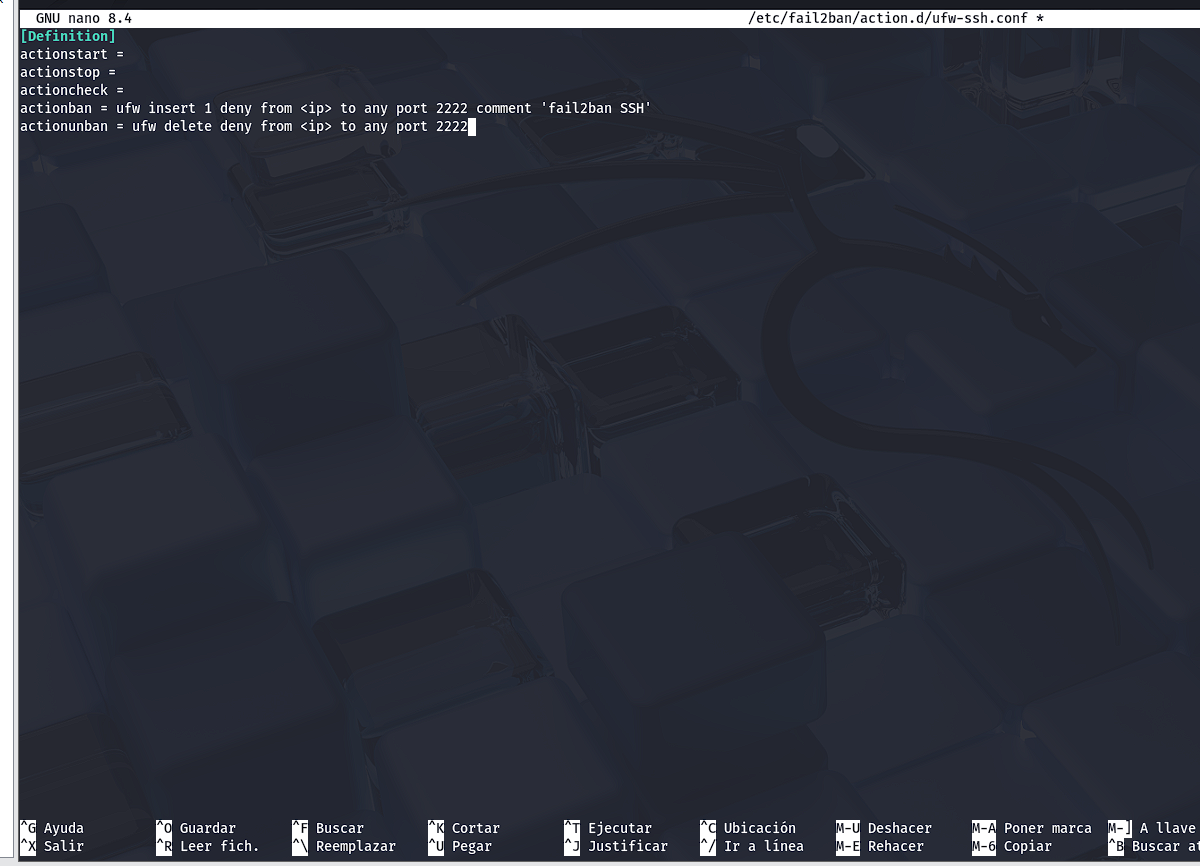 GNU nano 8.4 /etc/fail2ban/action.d/ufw-ssh.conf *
[Definition]
actionstart =
actionstop =
actioncheck =
actionban = ufw insert 1 deny from <ip> to any port 2222 comment 'fail2ban SSH'
actionunban = ufw delete deny from <ip> to any port 2222
^G Ayuda ^O Guardar ^F Buscar ^K Cortar ^T Ejecutar ^C Ubicación M-U Deshacer M-A Poner marca M-] A llave
^X Salir ^R Leer fich. ^\ Reemplazar ^U Pegar ^J Justificar ^/ Ir a línea M-E Rehacer M-6 Copiar ^B Buscar